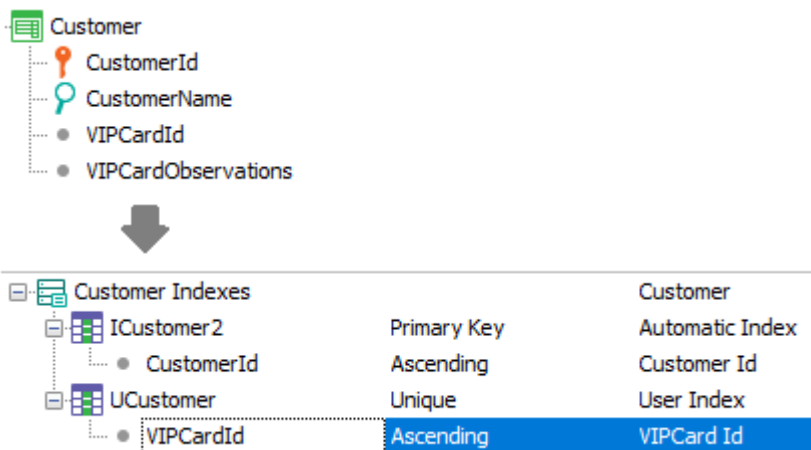 Customer
CustomerId
CustomerName
VIPCardId
VIPCardObservations
Customer Indexes Customer
ICustomer2 Primary Key Automatic Index
CustomerId Ascending Customer Id
UCustomer Unique User Index
VIPCardId Ascending VIPCard Id